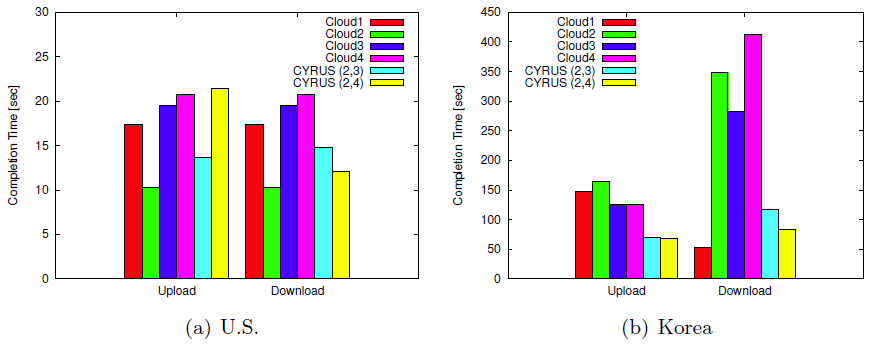 30
25
20
15
10
5
0
Completion Time [sec]
Cloud1
Cloud2
Cloud3
Cloud4
CYRUS (2,3)
CYRUS (2,4)
Upload
Download
(a) U.S.
450
400
350
300
250
200
150
100
50
0
Completion Time [sec]
Cloud1
Cloud2
Cloud3
Cloud4
CYRUS (2,3)
CYRUS (2,4)
Upload
Download
(b) Korea